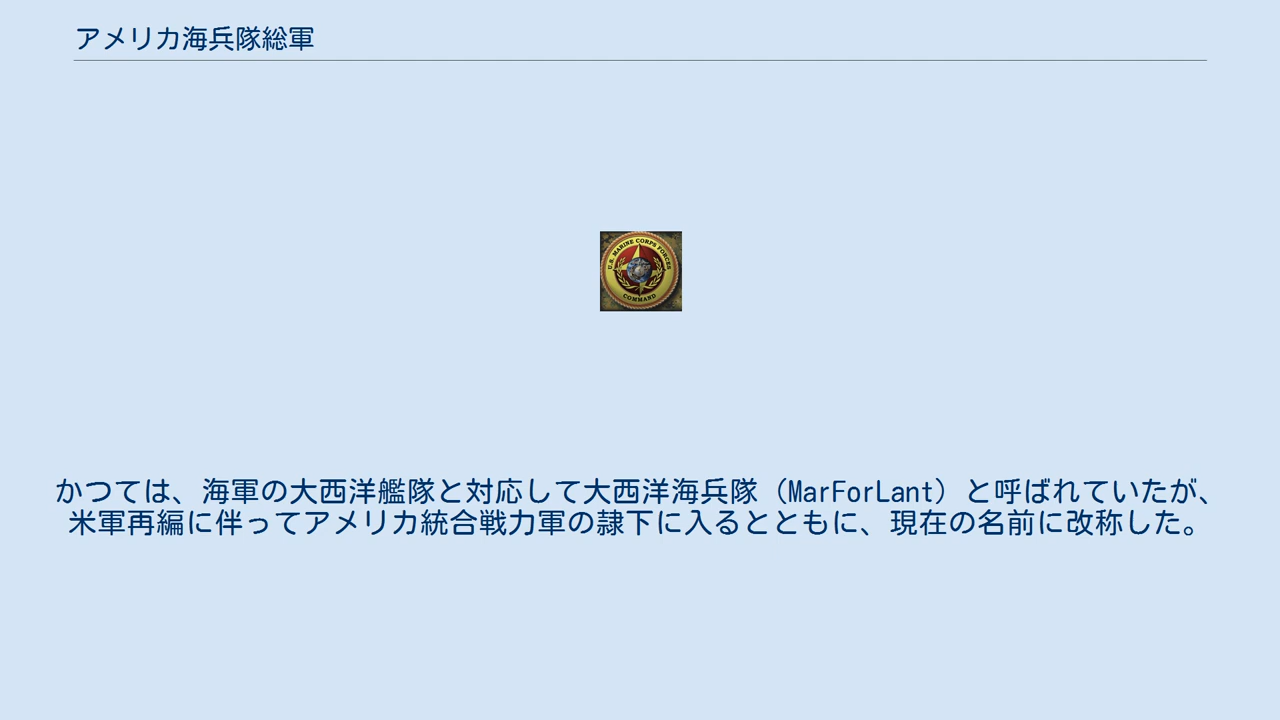 アメリカ海兵隊総軍
U.S. MARINE CORPS FORCES
COMMAND
かつては、海軍の大西洋艦隊と対応して大西洋海兵隊（MarForLant）と呼ばれていたが、
米軍再編に伴ってアメリカ統合戦力軍の隷下に入るとともに、現在の名前に改称した。